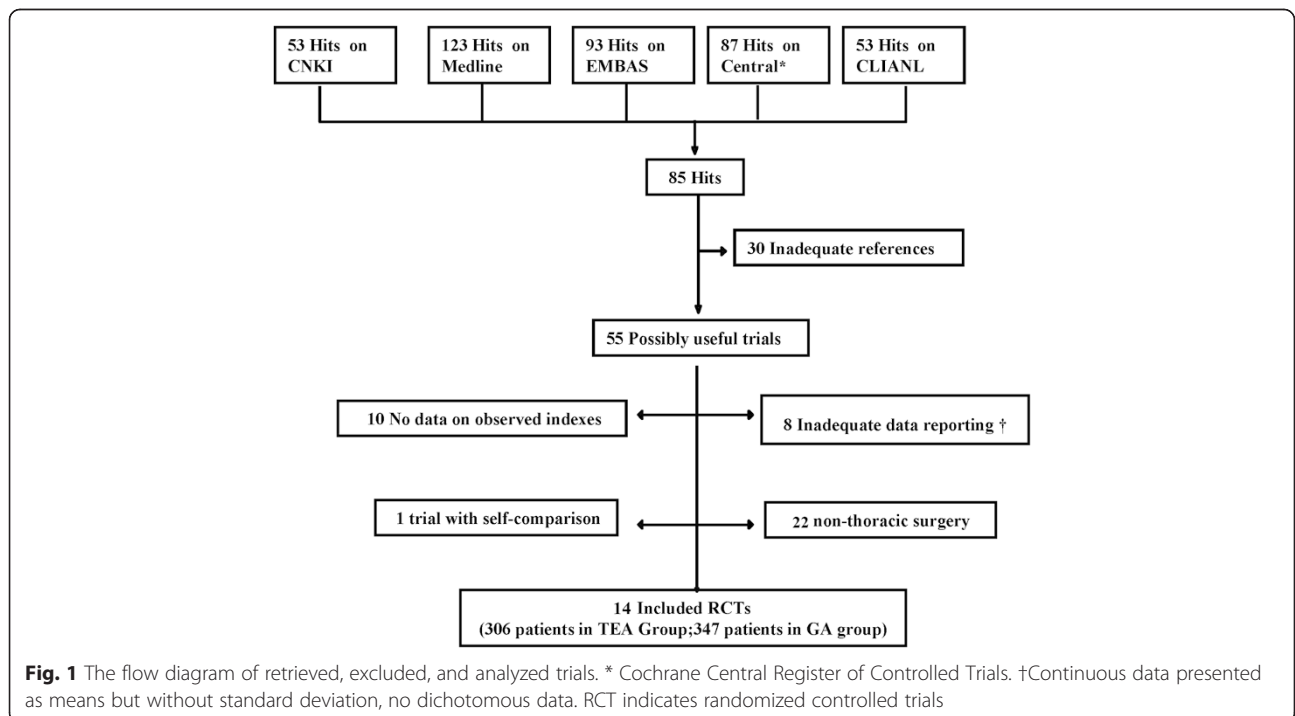 53 Hits on
CNKI
123 Hits on
Medline
93 Hits on
EMBAS
87 Hits on
Central*
53 Hits on
CLIANL
85 Hits
30 Inadequate references
55 Possibly useful trials
10 No data on observed indexes
8 Inadequate data reporting †
1 trial with self-comparison
22 non-thoracic surgery
14 Included RCTs
(306 patients in TEA Group;347 patients in GA group)
Fig. 1 The flow diagram of retrieved, excluded, and analyzed trials. * Cochrane Central Register of Controlled Trials. †Continuous data presented
as means but without standard deviation, no dichotomous data. RCT indicates randomized controlled trials